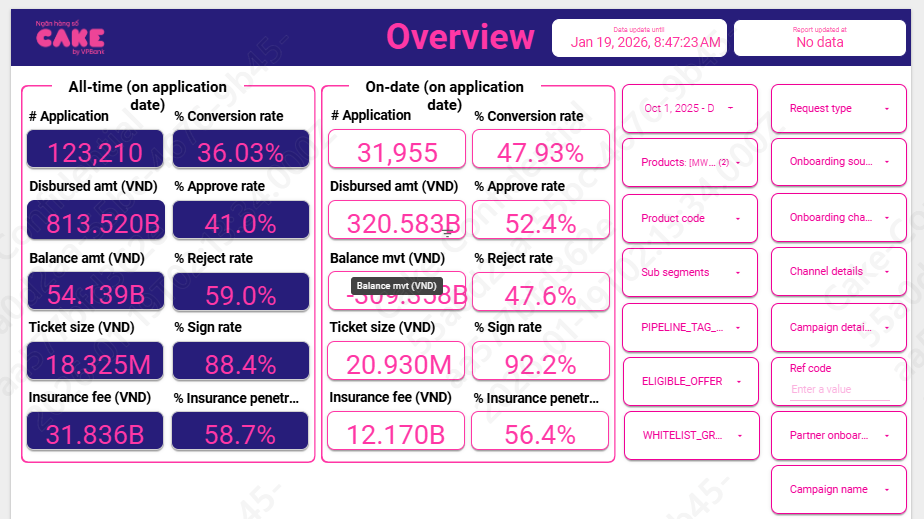 Ngân hàng số
CAKE
by VPBank
Overview
Data update until
Jan 19, 2026, 8:47:23 AM
Report updated at
No data
All-time (on application
date)
# Application
% Conversion rate
123,210
36.03%
Disbursed amt (VND)
% Approve rate
813.520B
41.0%
Balance amt (VND)
% Reject rate
54.139B
59.0%
Ticket size (VND)
% Sign rate
18.325M
88.4%
Insurance fee (VND)
% Insurance penetr...
31.836B
58.7%
On-date (on application
date)
# Application
% Conversion rate
31,955
47.93%
Disbursed amt (VND)
% Approve rate
320.583B
52.4%
Balance mvt (VND)
% Reject rate
Balance mvt (VND)
47.6%
Ticket size (VND)
% Sign rate
20.930M
92.2%
Insurance fee (VND)
% Insurance penetr...
12.170B
56.4%
Oct 1, 2025 - D
Request type
Products: [MW... (2)
Onboarding sou...
Product code
Onboarding cha...
Sub segments
Channel details
PIPELINE_TAG_...
Campaign detai...
ELIGIBLE_OFFER
Ref code
Enter a value
WHITELIST_GR...
Partner onboar...
Campaign name